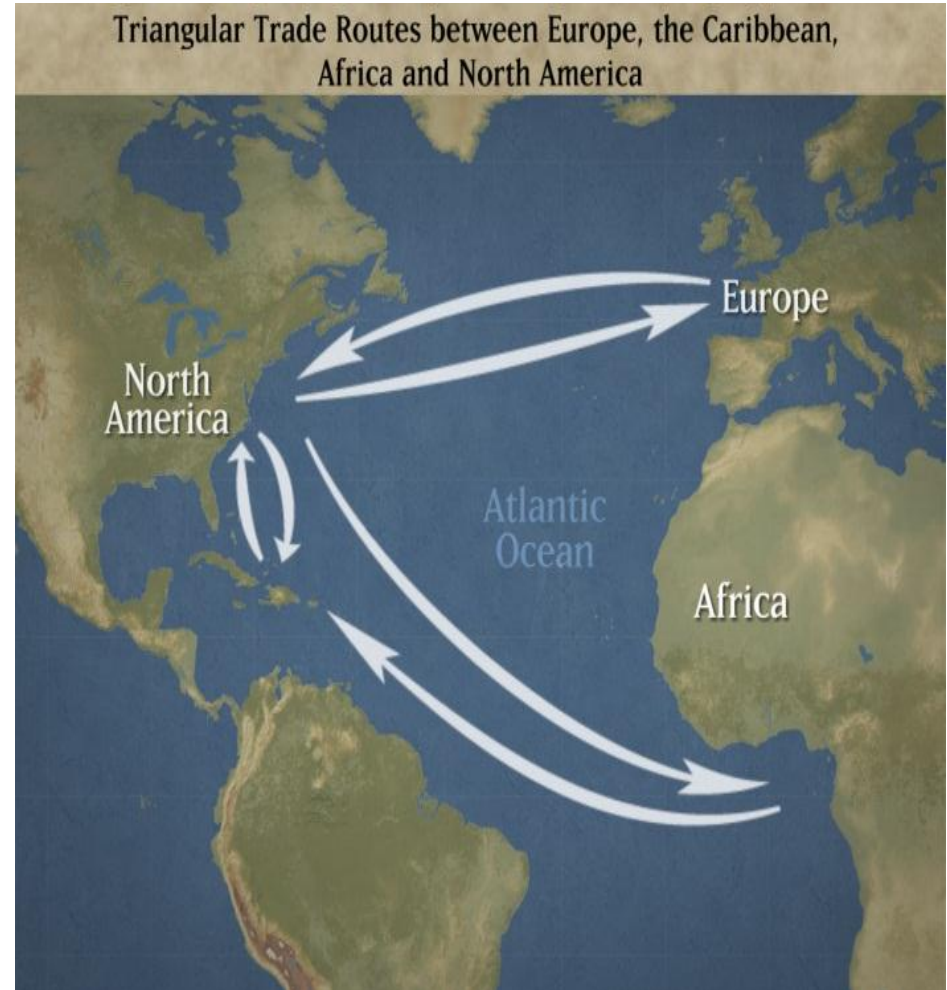 Triangular Trade Routes between Europe, the Caribbean,
Africa and North America
Europe
North
America
Atlantic
Ocean
Africa